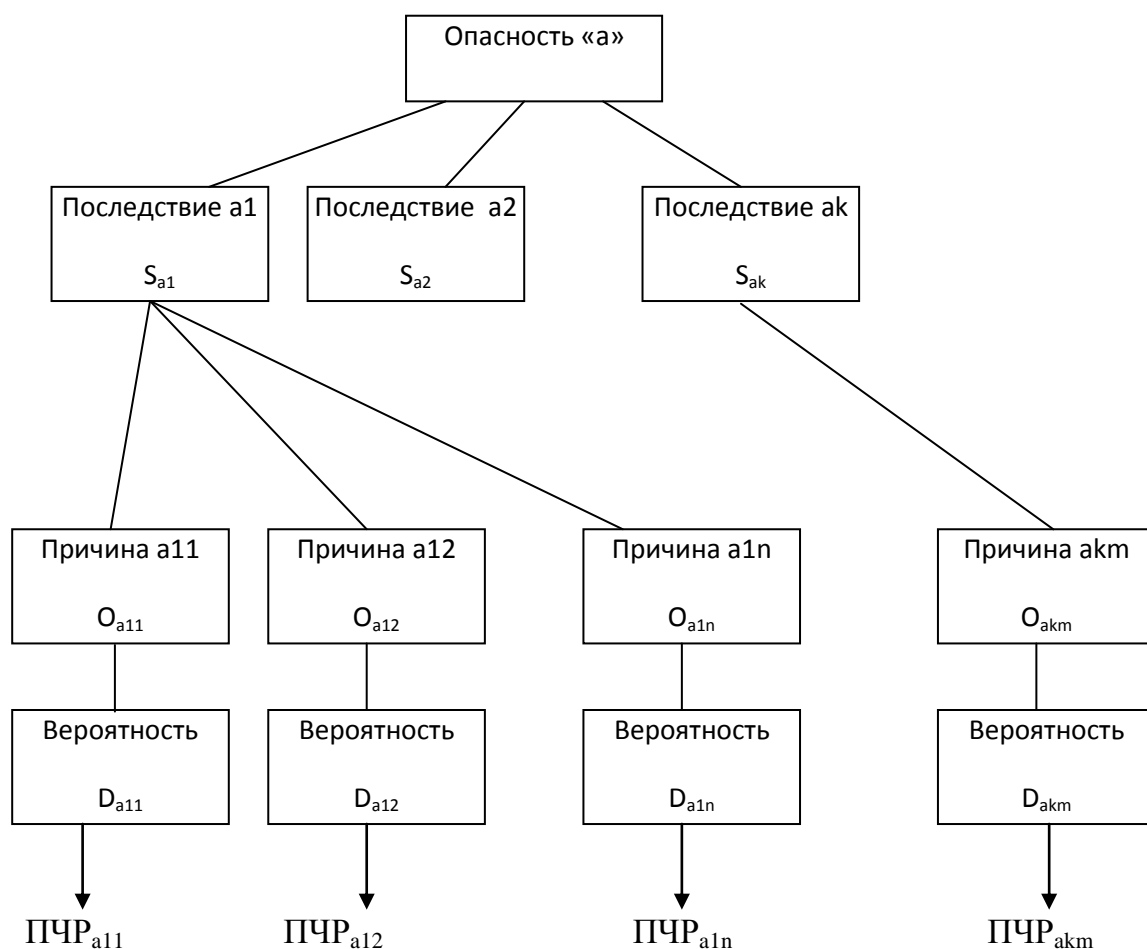 Опасность «а»
Последствие а1
Sa1
Последствие а2
Sa2
Последствие ak
Sak
Причина а11
Oa11
Причина а12
Oa12
Причина а1n
Oa1n
Причина akm
Oakm
Вероятность
Da11
Вероятность
Da12
Вероятность
Da1n
Вероятность
Dakm
ПЧРa11
ПЧРa12
ПЧРa1n
ПЧРakm